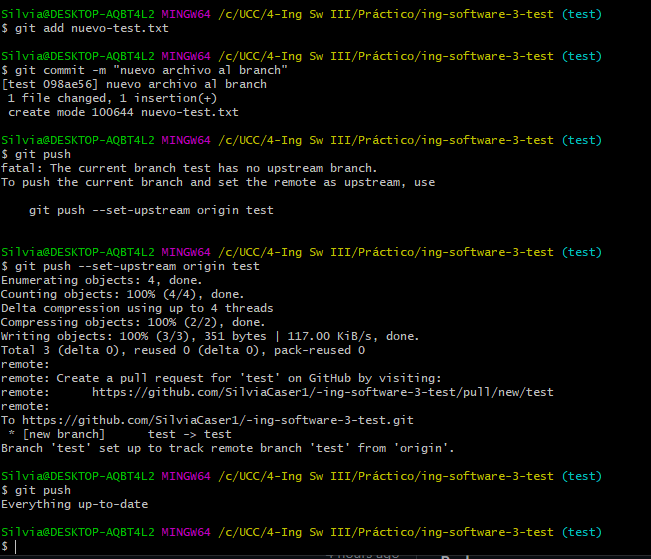 Silvia@DESKTOP-AQBT4L2 MINGW64 /c/UCC/4-Ing Sw III/Práctico/ing-software-3-test (test)
$ git add nuevo-test.txt
Silvia@DESKTOP-AQBT4L2 MINGW64 /c/UCC/4-Ing Sw III/Práctico/ing-software-3-test (test)
$ git commit -m "nuevo archivo al branch"
[test 098ae56] nuevo archivo al branch
1 file changed, 1 insertion(+)
create mode 100644 nuevo-test.txt
Silvia@DESKTOP-AQBT4L2 MINGW64 /c/UCC/4-Ing Sw III/Práctico/ing-software-3-test (test)
$ git push
fatal: The current branch test has no upstream branch.
To push the current branch and set the remote as upstream, use
git push --set-upstream origin test
Silvia@DESKTOP-AQBT4L2 MINGW64 /c/UCC/4-Ing Sw III/Práctico/ing-software-3-test (test)
$ git push --set-upstream origin test
Enumerating objects: 4, done.
Counting objects: 100% (4/4), done.
Delta compression using up to 4 threads
Compressing objects: 100% (2/2), done.
Writing objects: 100% (3/3), 351 bytes | 117.00 KiB/s, done.
Total 3 (delta 0), reused 0 (delta 0), pack-reused 0
remote:
remote: Create a pull request for 'test' on GitHub by visiting:
remote:      https://github.com/SilviaCaser1/-ing-software-3-test/pull/new/test
remote:
To https://github.com/SilviaCaser1/-ing-software-3-test.git
* [new branch]      test -> test
Branch 'test' set up to track remote branch 'test' from 'origin'.
Silvia@DESKTOP-AQBT4L2 MINGW64 /c/UCC/4-Ing Sw III/Práctico/ing-software-3-test (test)
$ git push
Everything up-to-date
Silvia@DESKTOP-AQBT4L2 MINGW64 /c/UCC/4-Ing Sw III/Práctico/ing-software-3-test (test)
$
4 hours ago